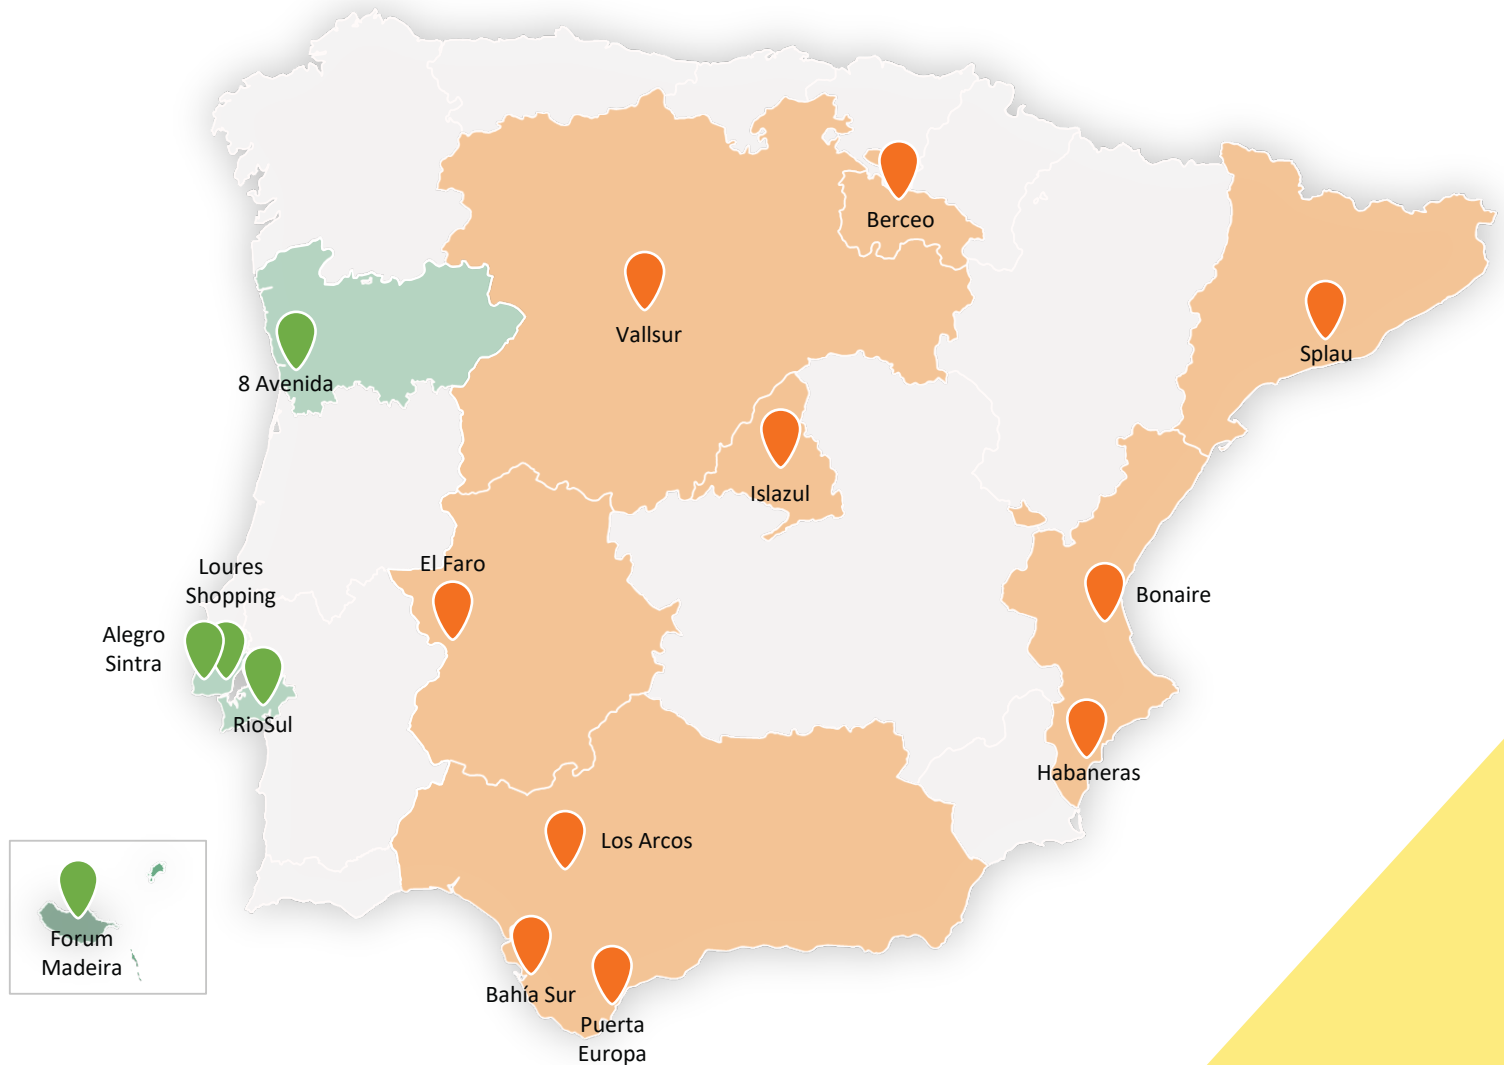 Berceo
Vallsur
Splau
8 Avenida
Islazul
El Faro
Loures
Shopping
Bonaire
Alegro
Sintra
RioSul
Habaneras
Los Arcos
Forum
Madeira
Bahía Sur
Puerta
Europa